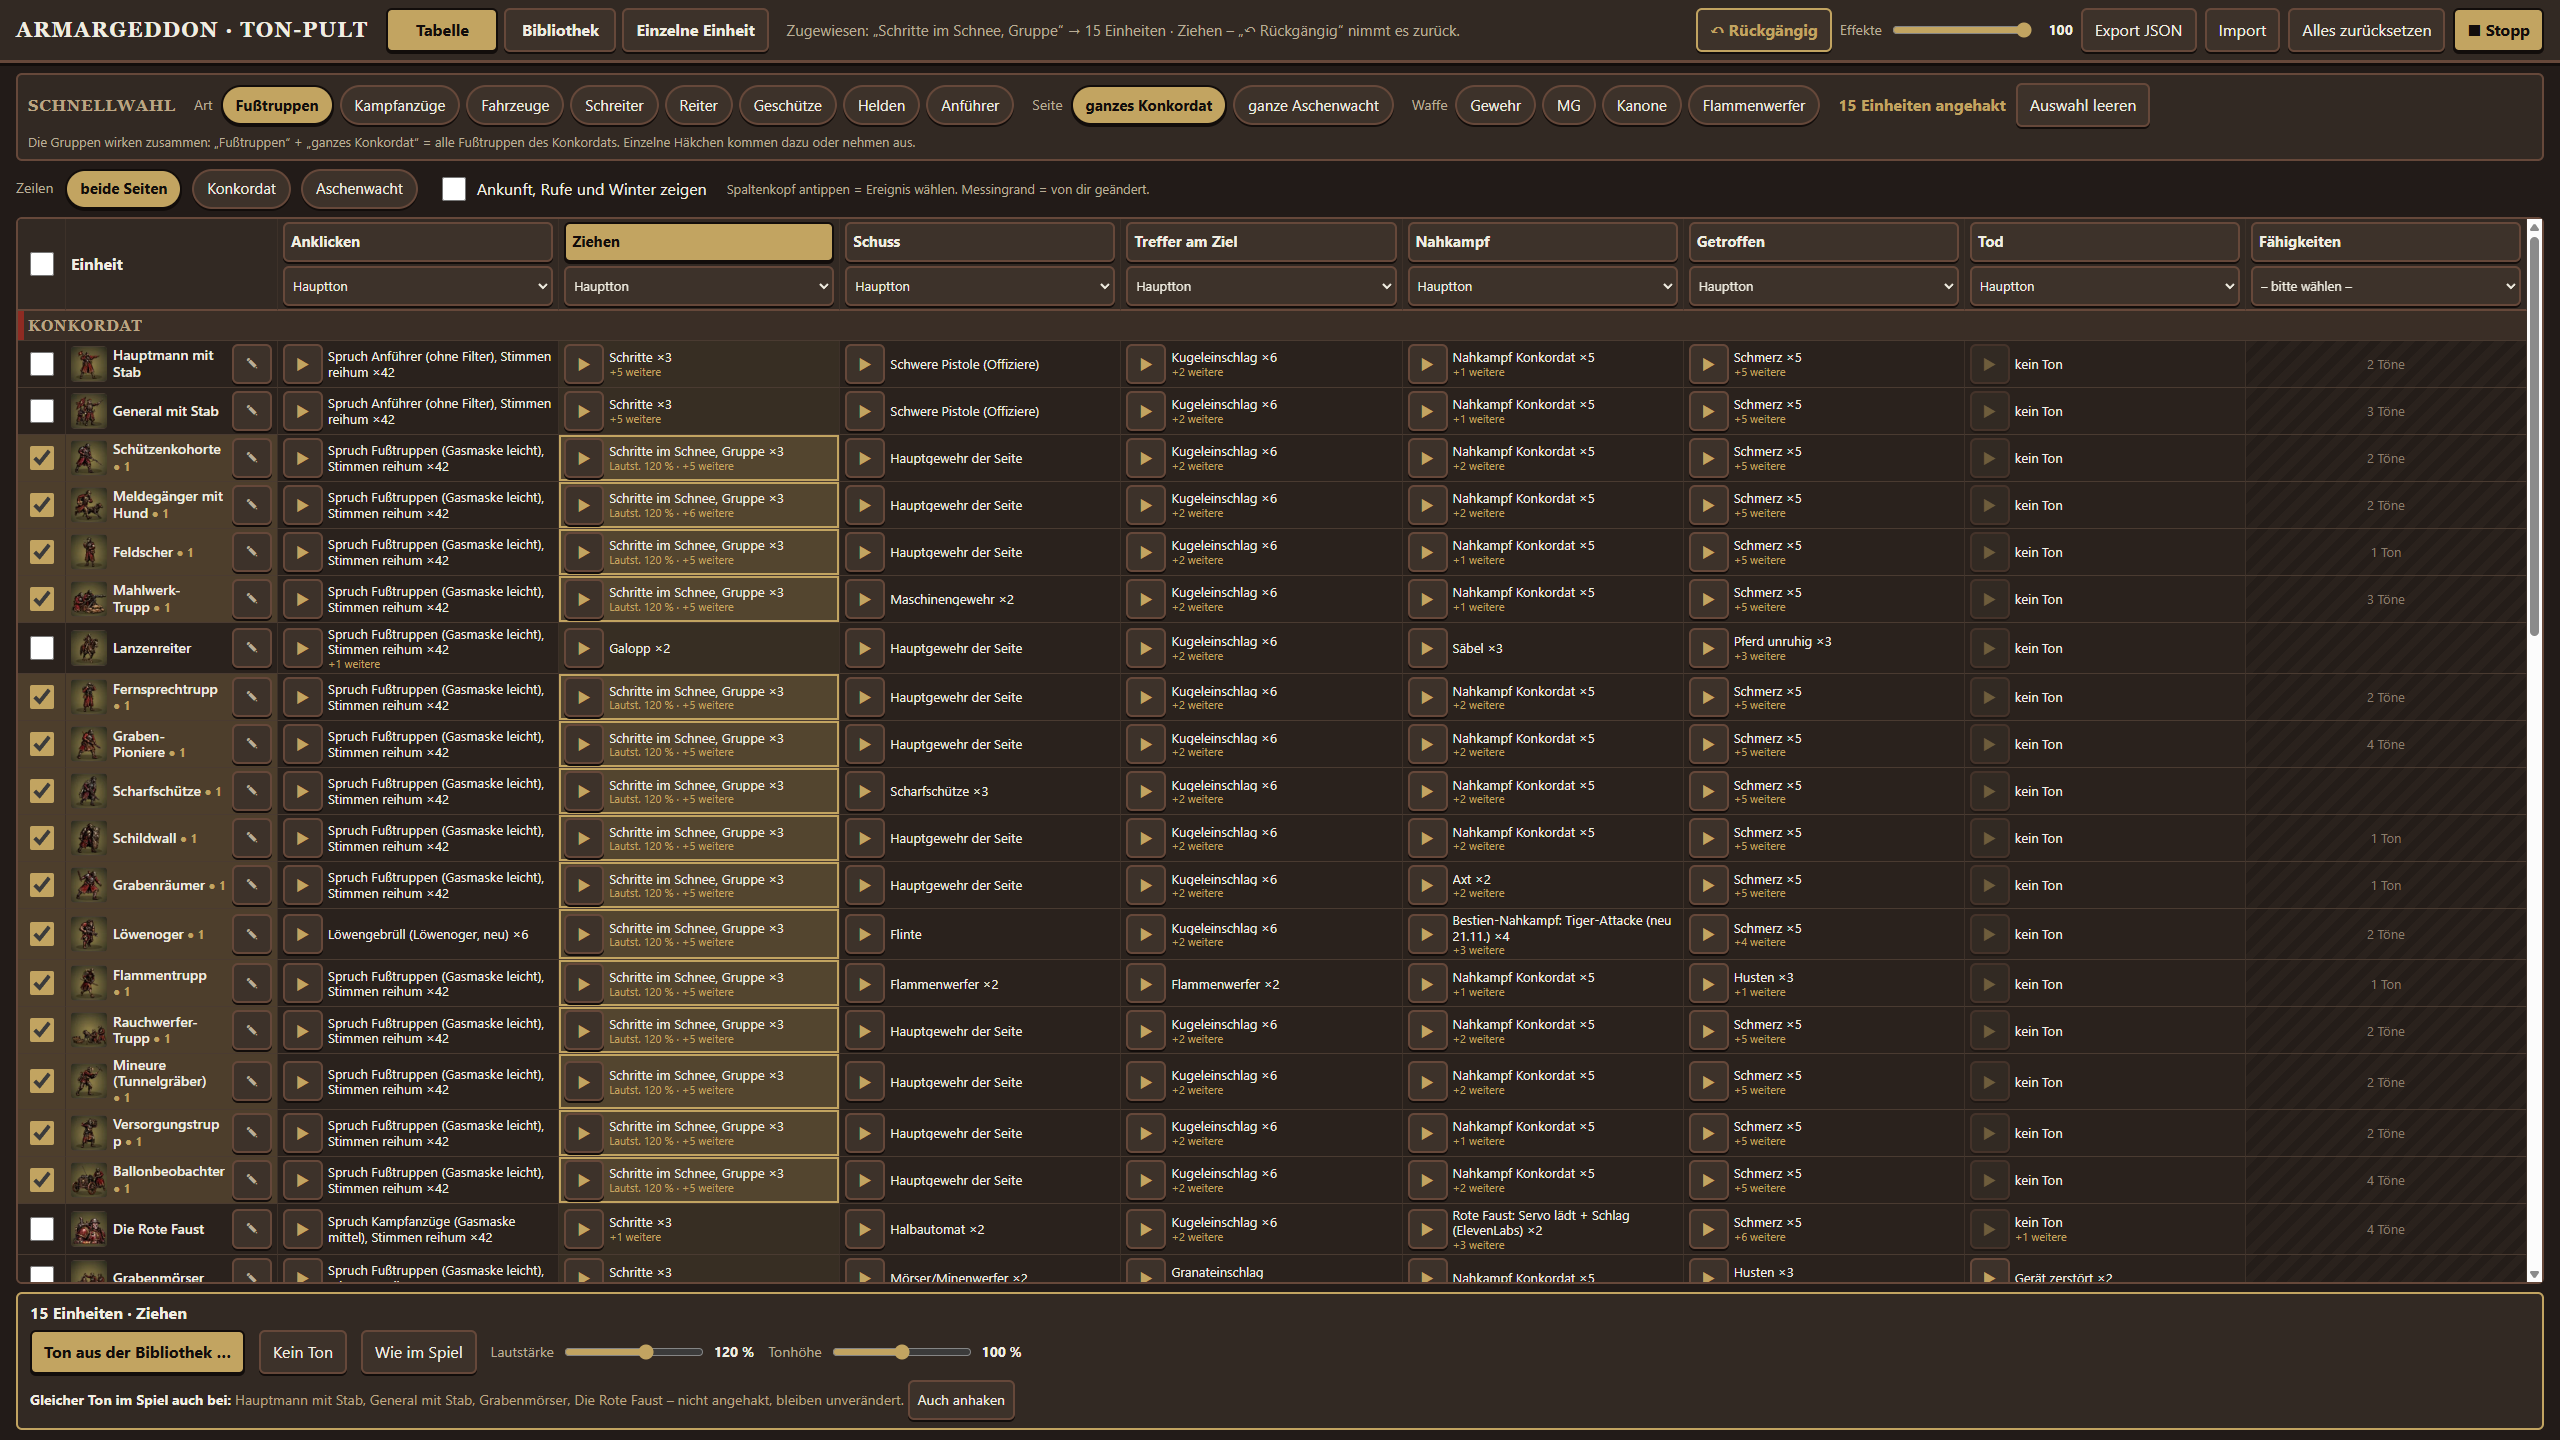 ARMARGEDDON · TON-PULT
Tabelle
Bibliothek
Einzelne Einheit
Zugewiesen: „Schritte im Schnee, Gruppe“ → 15 Einheiten · Ziehen – „↶ Rückgängig“ nimmt es zurück.
↶ Rückgängig
Effekte
100
Export JSON
Import
Alles zurücksetzen
■ Stopp
SCHNELLWAHL
Art
Fußtruppen
Kampfanzüge
Fahrzeuge
Schreiter
Reiter
Geschütze
Helden
Anführer
Seite
ganzes Konkordat
ganze Aschenwacht
Waffe
Gewehr
MG
Kanone
Flammenwerfer
15 Einheiten angehakt
Auswahl leeren
Die Gruppen wirken zusammen: „Fußtruppen“ + „ganzes Konkordat“ = alle Fußtruppen des Konkordats. Einzelne Häkchen kommen dazu oder nehmen aus.
Zeilen
beide Seiten
Konkordat
Aschenwacht
Ankunft, Rufe und Winter zeigen
Spaltenkopf antippen = Ereignis wählen. Messingrand = von dir geändert.
Einheit
Anklicken
Ziehen
Schuss
Treffer am Ziel
Nahkampf
Getroffen
Tod
Fähigkeiten
Hauptton
Hauptton
Hauptton
Hauptton
Hauptton
Hauptton
Hauptton
– bitte wählen –
KONKORDAT
Hauptmann mit Stab
Spruch Anführer (ohne Filter), Stimmen reihum ×42
Schritte ×3
+5 weitere
Schwere Pistole (Offiziere)
Kugeleinschlag ×6
+2 weitere
Nahkampf Konkordat ×5
+1 weitere
Schmerz ×5
+5 weitere
kein Ton
2 Töne
General mit Stab
Spruch Anführer (ohne Filter), Stimmen reihum ×42
Schritte ×3
+5 weitere
Schwere Pistole (Offiziere)
Kugeleinschlag ×6
+2 weitere
Nahkampf Konkordat ×5
+1 weitere
Schmerz ×5
+5 weitere
kein Ton
3 Töne
Schützenkohorte ● 1
Spruch Fußtruppen (Gasmaske leicht), Stimmen reihum ×42
Schritte im Schnee, Gruppe ×3
Lautst. 120 % · +5 weitere
Hauptgewehr der Seite
Kugeleinschlag ×6
+2 weitere
Nahkampf Konkordat ×5
+2 weitere
Schmerz ×5
+5 weitere
kein Ton
2 Töne
Meldegänger mit Hund ● 1
Spruch Fußtruppen (Gasmaske leicht), Stimmen reihum ×42
Schritte im Schnee, Gruppe ×3
Lautst. 120 % · +6 weitere
Hauptgewehr der Seite
Kugeleinschlag ×6
+2 weitere
Nahkampf Konkordat ×5
+2 weitere
Schmerz ×5
+5 weitere
kein Ton
2 Töne
Feldscher ● 1
Spruch Fußtruppen (Gasmaske leicht), Stimmen reihum ×42
Schritte im Schnee, Gruppe ×3
Lautst. 120 % · +5 weitere
Hauptgewehr der Seite
Kugeleinschlag ×6
+2 weitere
Nahkampf Konkordat ×5
+1 weitere
Schmerz ×5
+5 weitere
kein Ton
1 Ton
Mahlwerk-Trupp ● 1
Spruch Fußtruppen (Gasmaske leicht), Stimmen reihum ×42
Schritte im Schnee, Gruppe ×3
Lautst. 120 % · +5 weitere
Maschinengewehr ×2
Kugeleinschlag ×6
+2 weitere
Nahkampf Konkordat ×5
+1 weitere
Schmerz ×5
+5 weitere
kein Ton
3 Töne
Lanzenreiter
Spruch Fußtruppen (Gasmaske leicht), Stimmen reihum ×42
+1 weitere
Galopp ×2
Hauptgewehr der Seite
Kugeleinschlag ×6
+2 weitere
Säbel ×3
Pferd unruhig ×3
+3 weitere
kein Ton
Fernsprechtrupp ● 1
Spruch Fußtruppen (Gasmaske leicht), Stimmen reihum ×42
Schritte im Schnee, Gruppe ×3
Lautst. 120 % · +5 weitere
Hauptgewehr der Seite
Kugeleinschlag ×6
+2 weitere
Nahkampf Konkordat ×5
+2 weitere
Schmerz ×5
+5 weitere
kein Ton
2 Töne
Graben-Pioniere ● 1
Spruch Fußtruppen (Gasmaske leicht), Stimmen reihum ×42
Schritte im Schnee, Gruppe ×3
Lautst. 120 % · +5 weitere
Hauptgewehr der Seite
Kugeleinschlag ×6
+2 weitere
Nahkampf Konkordat ×5
+2 weitere
Schmerz ×5
+5 weitere
kein Ton
4 Töne
Scharfschütze ● 1
Spruch Fußtruppen (Gasmaske leicht), Stimmen reihum ×42
Schritte im Schnee, Gruppe ×3
Lautst. 120 % · +5 weitere
Scharfschütze ×3
Kugeleinschlag ×6
+2 weitere
Nahkampf Konkordat ×5
+2 weitere
Schmerz ×5
+5 weitere
kein Ton
Schildwall ● 1
Spruch Fußtruppen (Gasmaske leicht), Stimmen reihum ×42
Schritte im Schnee, Gruppe ×3
Lautst. 120 % · +5 weitere
Hauptgewehr der Seite
Kugeleinschlag ×6
+2 weitere
Nahkampf Konkordat ×5
+2 weitere
Schmerz ×5
+5 weitere
kein Ton
1 Ton
Grabenräumer ● 1
Spruch Fußtruppen (Gasmaske leicht), Stimmen reihum ×42
Schritte im Schnee, Gruppe ×3
Lautst. 120 % · +5 weitere
Hauptgewehr der Seite
Kugeleinschlag ×6
+2 weitere
Axt ×2
+2 weitere
Schmerz ×5
+5 weitere
kein Ton
1 Ton
Löwenoger ● 1
Löwengebrüll (Löwenoger, neu) ×6
Schritte im Schnee, Gruppe ×3
Lautst. 120 % · +5 weitere
Flinte
Kugeleinschlag ×6
+2 weitere
Bestien-Nahkampf: Tiger-Attacke (neu 21.11.) ×4
+3 weitere
Schmerz ×5
+4 weitere
kein Ton
2 Töne
Flammentrupp ● 1
Spruch Fußtruppen (Gasmaske leicht), Stimmen reihum ×42
Schritte im Schnee, Gruppe ×3
Lautst. 120 % · +5 weitere
Flammenwerfer ×2
Flammenwerfer ×2
Nahkampf Konkordat ×5
+1 weitere
Husten ×3
+1 weitere
kein Ton
1 Ton
Rauchwerfer-Trupp ● 1
Spruch Fußtruppen (Gasmaske leicht), Stimmen reihum ×42
Schritte im Schnee, Gruppe ×3
Lautst. 120 % · +5 weitere
Hauptgewehr der Seite
Kugeleinschlag ×6
+2 weitere
Nahkampf Konkordat ×5
+1 weitere
Schmerz ×5
+5 weitere
kein Ton
2 Töne
Mineure (Tunnelgräber) ● 1
Spruch Fußtruppen (Gasmaske leicht), Stimmen reihum ×42
Schritte im Schnee, Gruppe ×3
Lautst. 120 % · +5 weitere
Hauptgewehr der Seite
Kugeleinschlag ×6
+2 weitere
Nahkampf Konkordat ×5
+2 weitere
Schmerz ×5
+5 weitere
kein Ton
2 Töne
Versorgungstrupp ● 1
Spruch Fußtruppen (Gasmaske leicht), Stimmen reihum ×42
Schritte im Schnee, Gruppe ×3
Lautst. 120 % · +5 weitere
Hauptgewehr der Seite
Kugeleinschlag ×6
+2 weitere
Nahkampf Konkordat ×5
+1 weitere
Schmerz ×5
+5 weitere
kein Ton
2 Töne
Ballonbeobachter ● 1
Spruch Fußtruppen (Gasmaske leicht), Stimmen reihum ×42
Schritte im Schnee, Gruppe ×3
Lautst. 120 % · +5 weitere
Hauptgewehr der Seite
Kugeleinschlag ×6
+2 weitere
Nahkampf Konkordat ×5
+2 weitere
Schmerz ×5
+5 weitere
kein Ton
4 Töne
Die Rote Faust
Spruch Kampfanzüge (Gasmaske mittel), Stimmen reihum ×42
Schritte ×3
+1 weitere
Halbautomat ×2
Kugeleinschlag ×6
+2 weitere
Rote Faust: Servo lädt + Schlag (ElevenLabs) ×2
+3 weitere
Schmerz ×5
+6 weitere
kein Ton
+1 weitere
4 Töne
Grabenmörser
Spruch Fußtruppen (Gasmaske leicht),
Schritte ×3
Mörser/Minenwerfer ×2
Granateinschlag
Nahkampf Konkordat ×5
Husten ×3
Gerät zerstört ×2
15 Einheiten · Ziehen
Ton aus der Bibliothek ...
Kein Ton
Wie im Spiel
Lautstärke
120 %
Tonhöhe
100 %
Gleicher Ton im Spiel auch bei: Hauptmann mit Stab, General mit Stab, Grabenmörser, Die Rote Faust – nicht angehakt, bleiben unverändert.
Auch anhaken